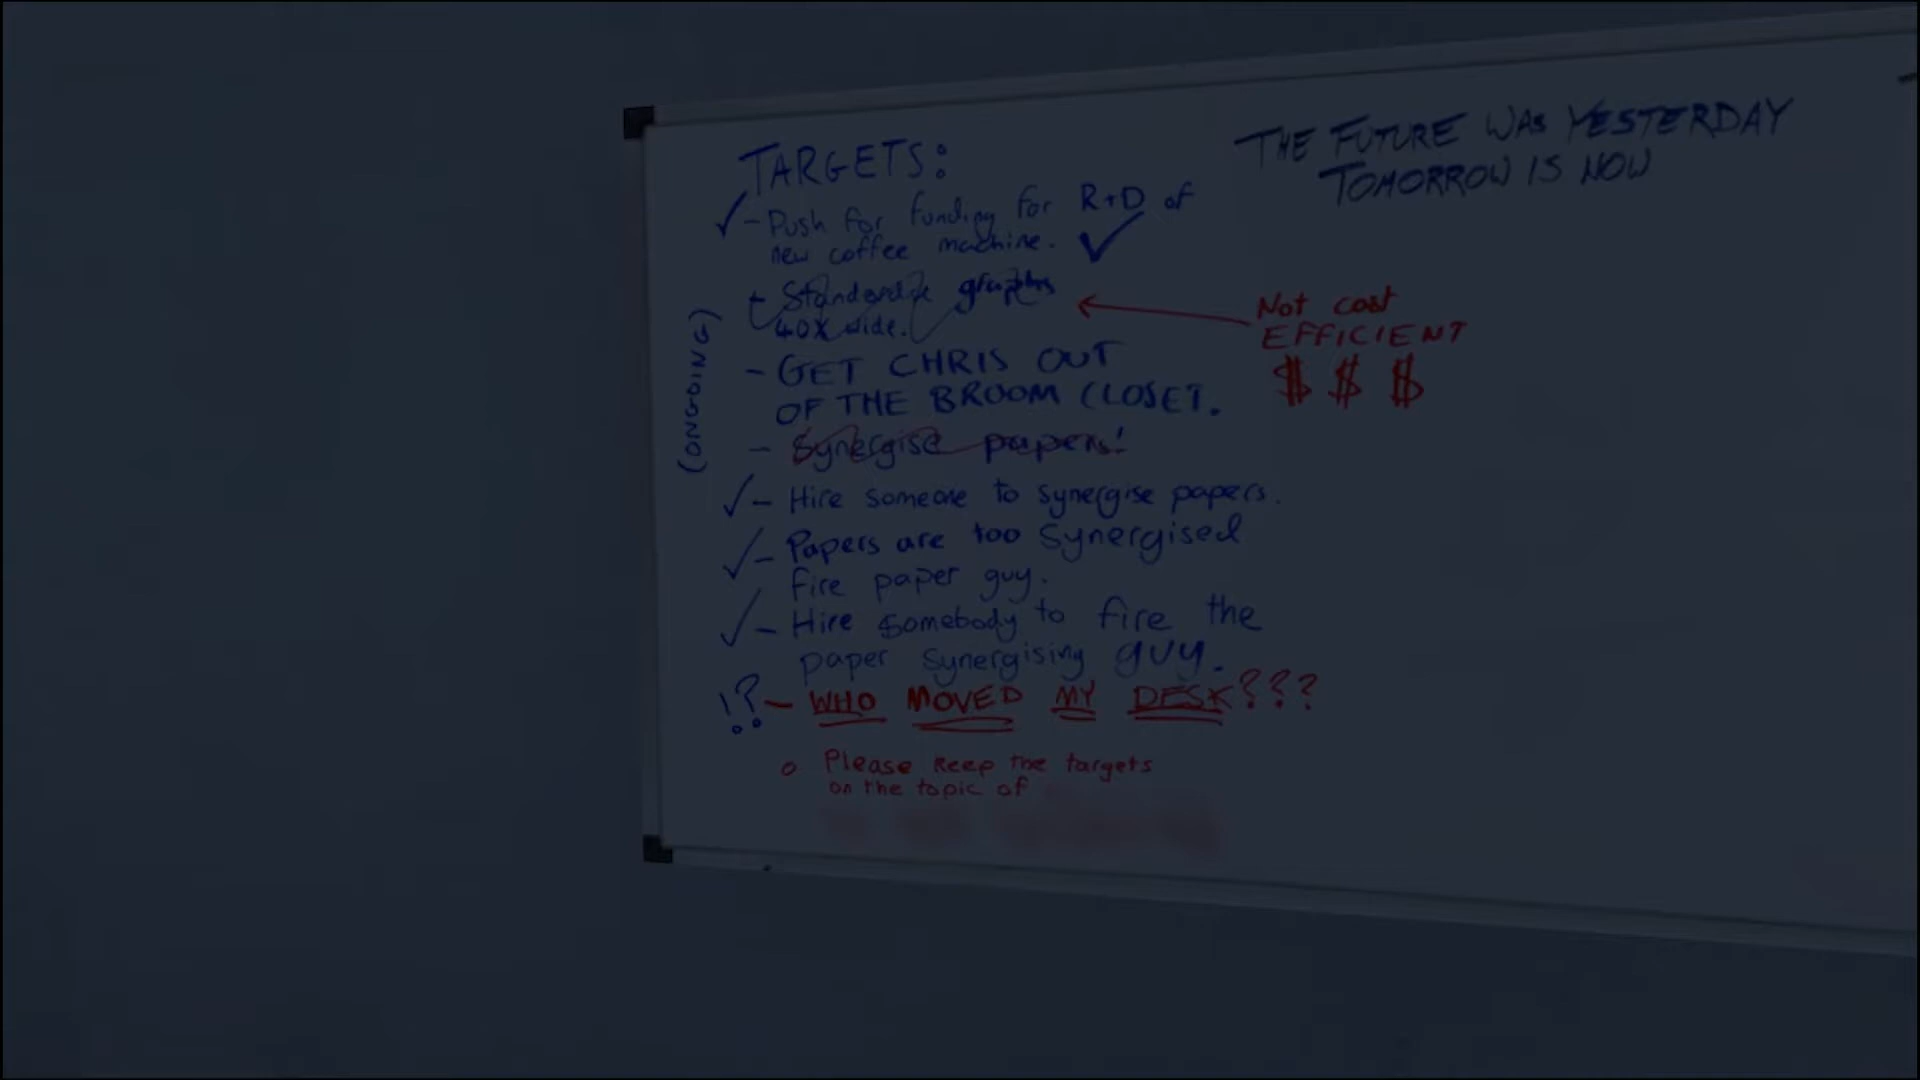 TARGETS:
- Push for funding for R+D of
new coffee machine.
- Standardize graphs
40x wide.
(ONGOING)
- GET CHRIS OUT
OF THE BROOM CLOSET.
- Synergise papers!
- Hire someone to synergise papers.
- Papers are too synergised
fire paper guy.
- Hire somebody to fire the
paper synergising guy.
!? - WHO MOVED MY DESK???
o Please keep the targets
on the topic of
THE FUTURE WAS YESTERDAY
TOMORROW IS NOW
Not cost
EFFICIENT
$ $ $